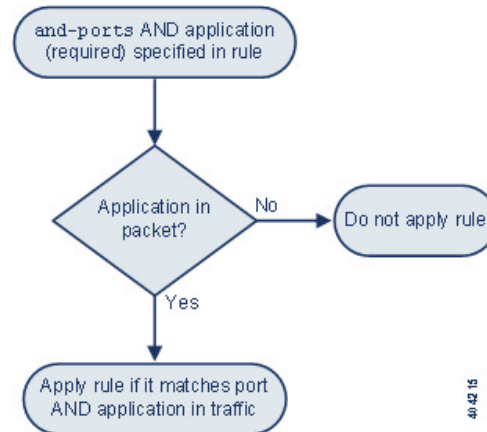 and-ports AND application
(required) specified in rule
Application in
packet?
No
Do not apply rule
Yes
Apply rule if it matches port
AND application in traffic
404215